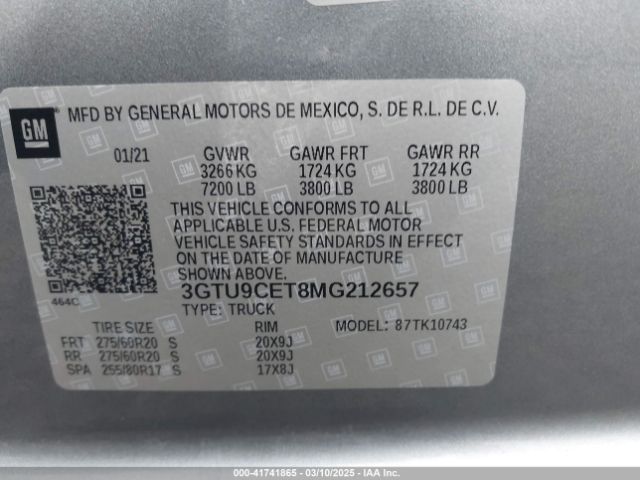 GM
MFD BY GENERAL MOTORS DE MEXICO, S. DE R.L. DE C.V.
01/21 GVWR GAWR FRT GAWR RR
3266 KG 1724 KG 1724 KG
7200 LB 3800 LB 3800 LB
THIS VEHICLE CONFORMS TO ALL
APPLICABLE U.S. FEDERAL MOTOR
VEHICLE SAFETY STANDARDS IN EFFECT
ON THE DATE OF MANUFACTURE
SHOWN ABOVE.
464C
3GTU9CET8MG212657
TYPE: TRUCK MODEL: 87TK10743
TIRE SIZE RIM
FRT 275/60R20 S 20X9J
RR 275/60R20 S 20X9J
SPA 255/80R17 S 17X8J
© - 41741865 - 03/10/2025 - IAA Inc.